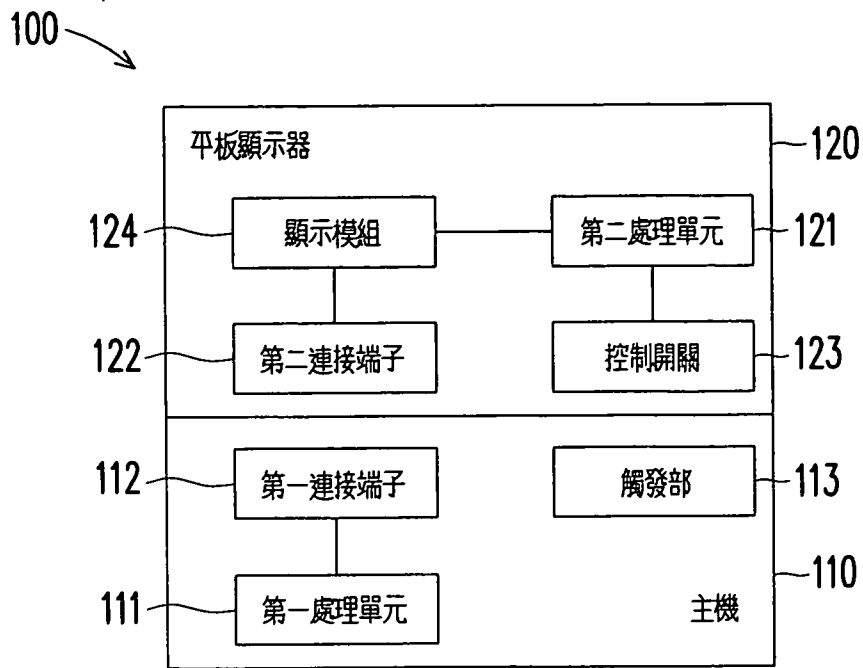 100
平板顯示器
120
124
顯示模組
第二處理單元
121
122
第二連接端子
控制開關
123
112
第一連接端子
觸發部
113
111
第一處理單元
主機
110